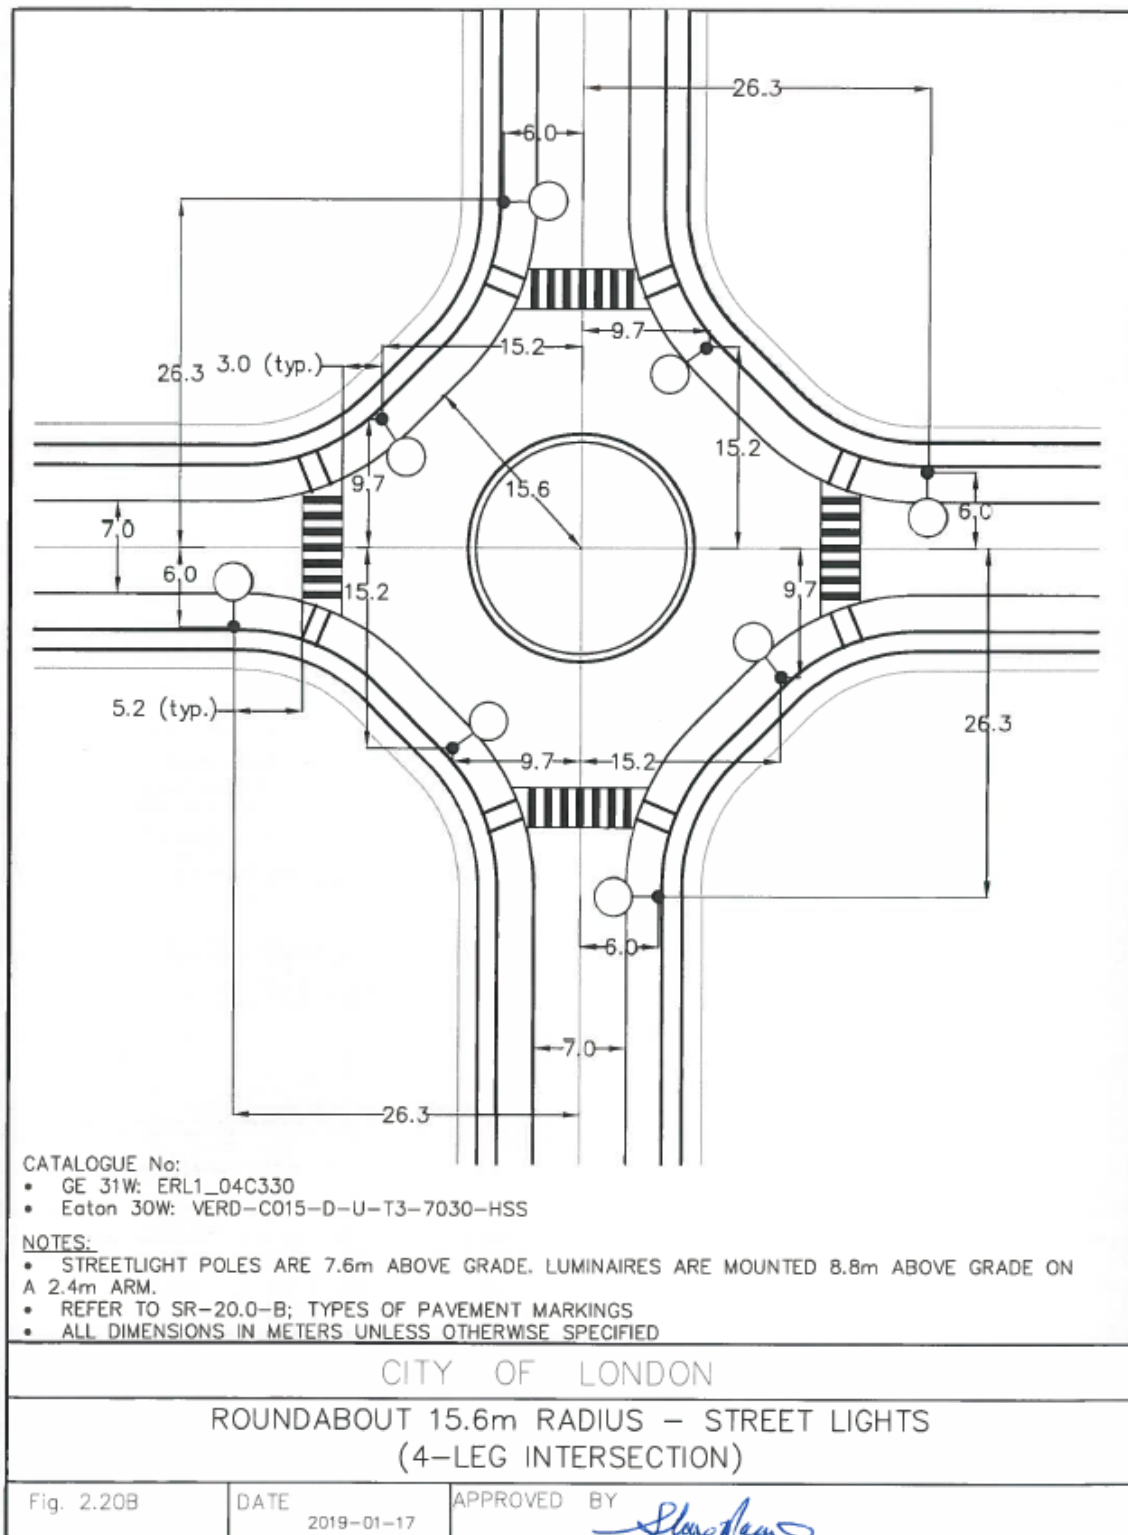 26.3
6.0
9.7
15.2
3.0 (typ.)
26.3
15.2
9.7
15.6
7.0
6.0
6.0
15.2
9.7
5.2 (typ.)
26.3
9.7
15.2
6.0
7.0
26.3
CATALOGUE No:
• GE 31W: ERL1_04C330
• Eaton 30W: VERD-C015-D-U-T3-7030-HSS
NOTES:
• STREETLIGHT POLES ARE 7.6m ABOVE GRADE. LUMINAIRES ARE MOUNTED 8.8m ABOVE GRADE ON
A 2.4m ARM.
• REFER TO SR-20.0-B; TYPES OF PAVEMENT MARKINGS
• ALL DIMENSIONS IN METERS UNLESS OTHERWISE SPECIFIED
CITY OF LONDON
ROUNDABOUT 15.6m RADIUS - STREET LIGHTS
(4-LEG INTERSECTION)
Fig. 2.20B
DATE
2019-01-17
APPROVED BY